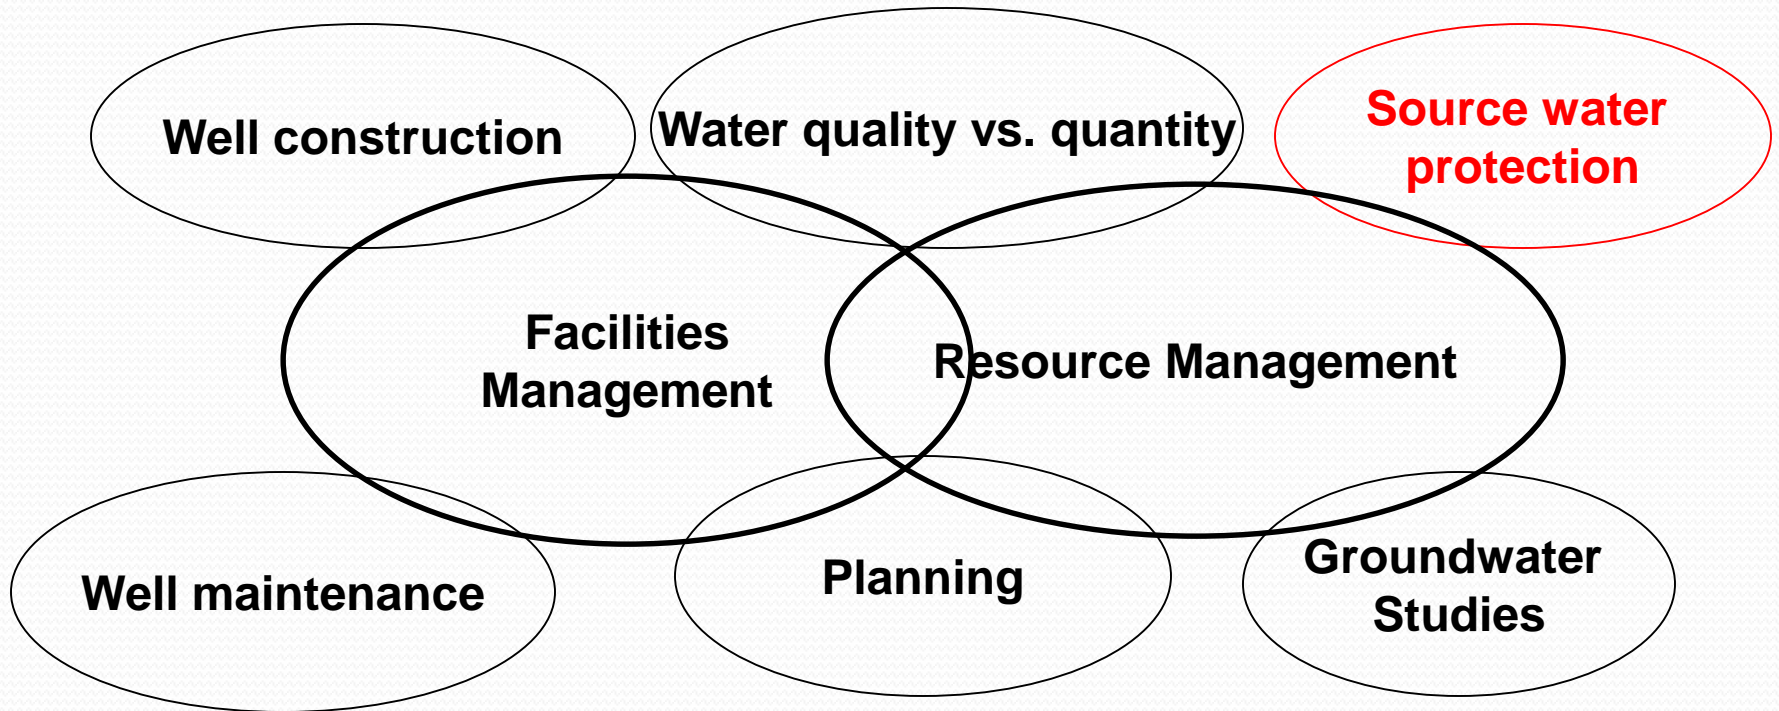 Well construction
Water quality vs. quantity
Source water
protection
Facilities
Management
Resource Management
Well maintenance
Planning
Groundwater
Studies